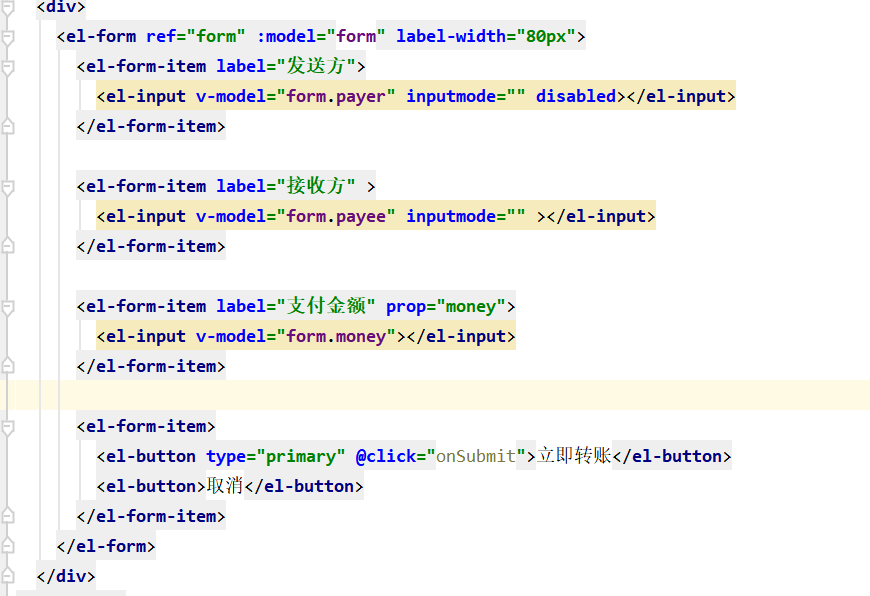 <div>
<el-form ref="form" :model="form" label-width="80px">
<el-form-item label="发送方">
<el-input v-model="form.payer" inputmode="" disabled></el-input>
</el-form-item>
<el-form-item label="接收方" >
<el-input v-model="form.payee" inputmode="" ></el-input>
</el-form-item>
<el-form-item label="支付金额" prop="money">
<el-input v-model="form.money"></el-input>
</el-form-item>
<el-form-item>
<el-button type="primary" @click="onSubmit">立即转账</el-button>
<el-button>取消</el-button>
</el-form-item>
</el-form>
</div>